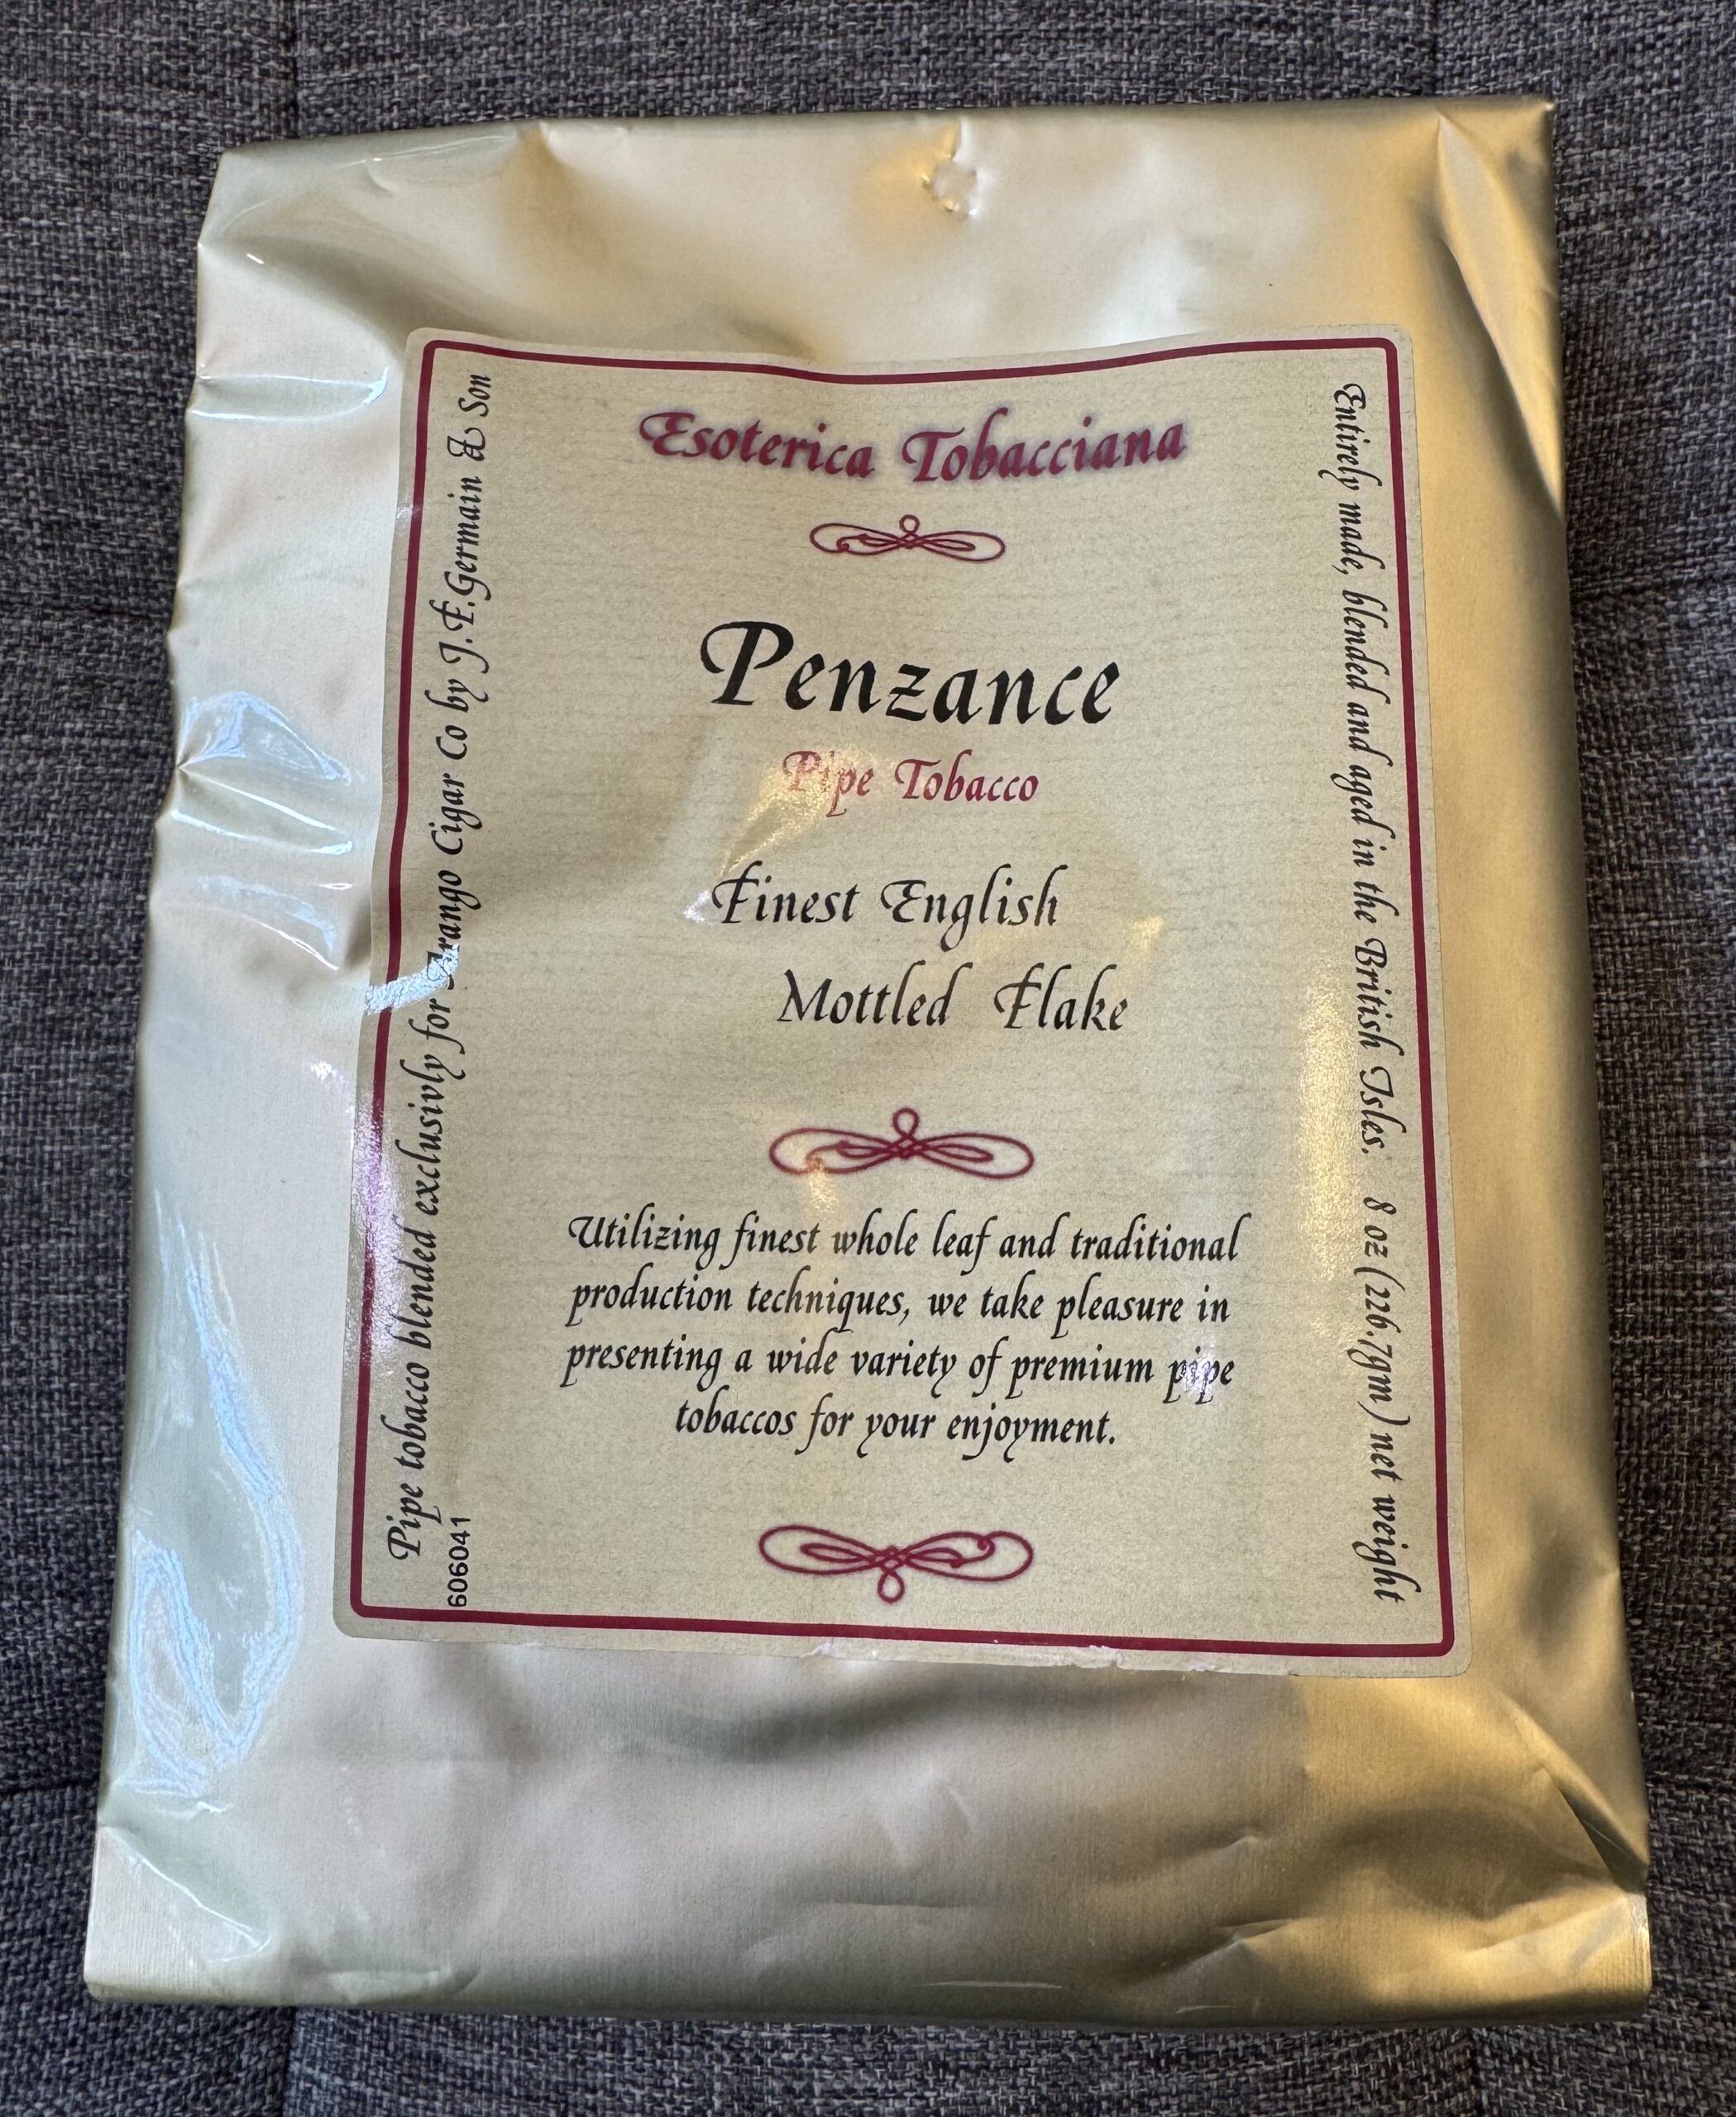 Esoterica Tobacciana
Penzance
Pipe Tobacco
Finest English
Mottled Flake
Utilizing finest whole leaf and traditional
production techniques, we take pleasure in
presenting a wide variety of premium pipe
tobaccos for your enjoyment.
Pipe tobacco blended exclusivly for Arango Cigar Co by J.F.Germain & Son
606041
Entirely made, blended and aged in the British Isles. 8 oz (226.7gm) net weight